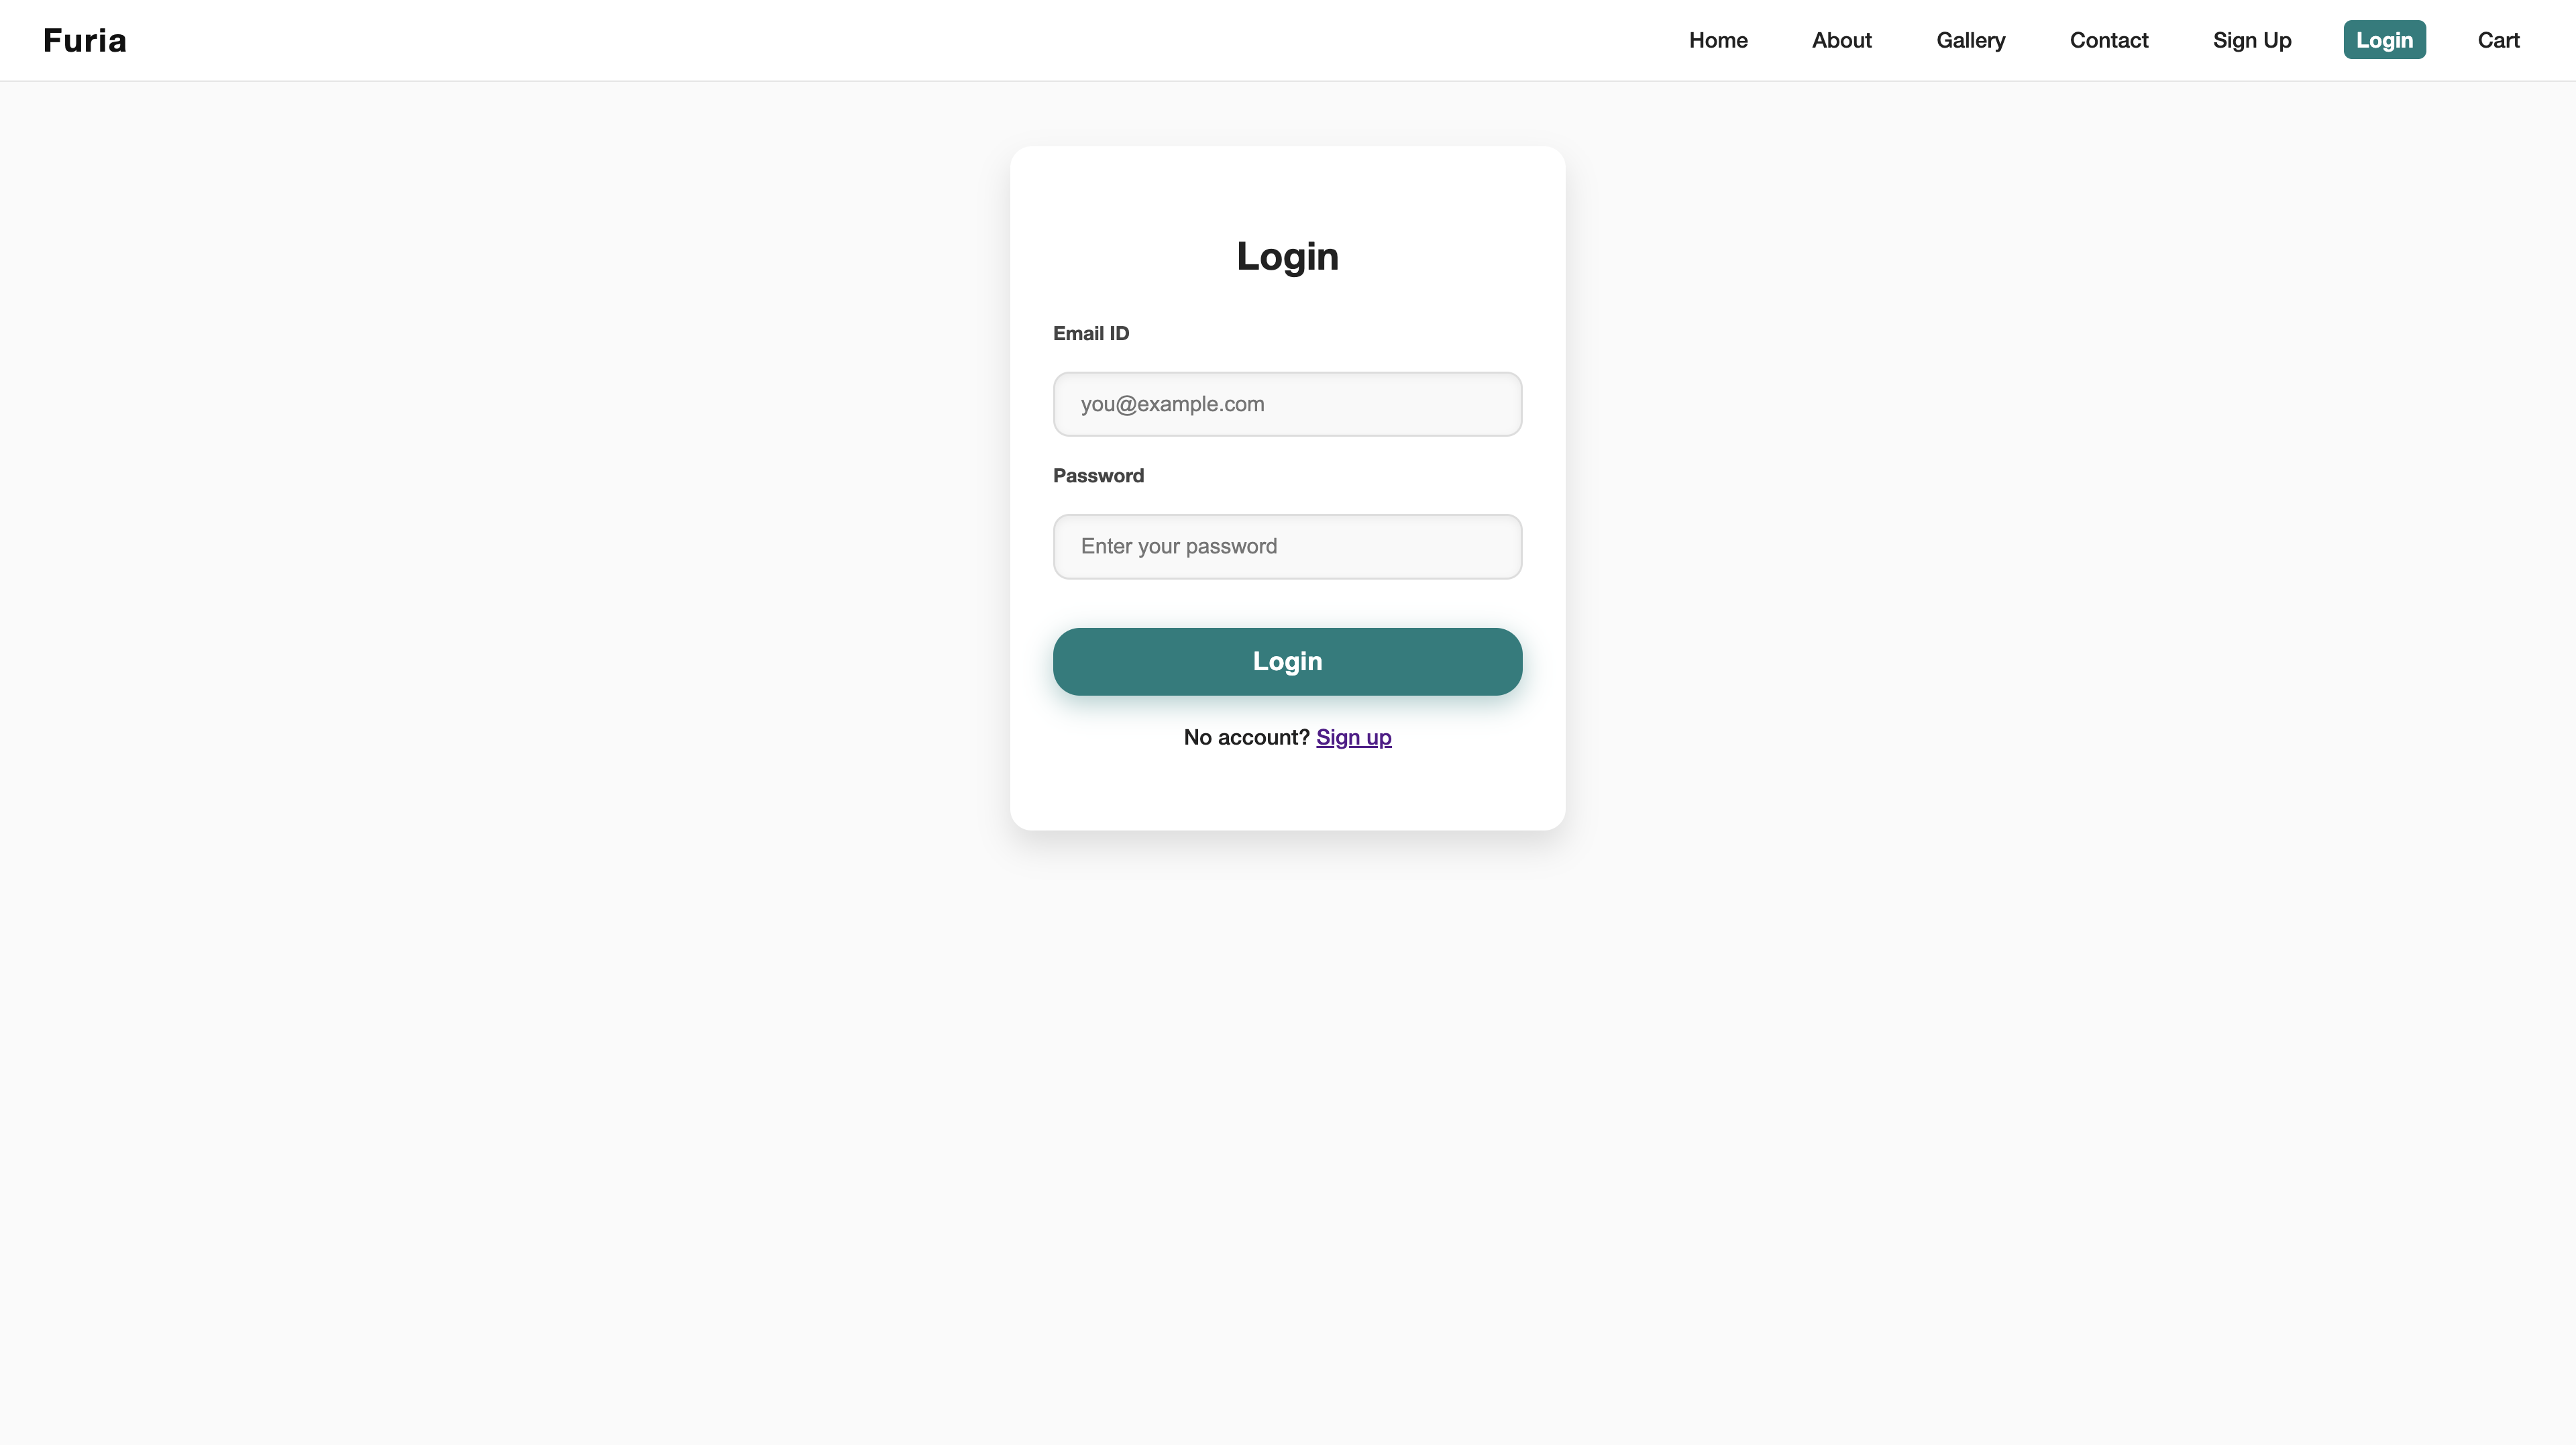 Furia
Home About Gallery Contact Sign Up Login Cart
Login
Email ID
you@example.com
Password
Enter your password
Login
No account? Sign up